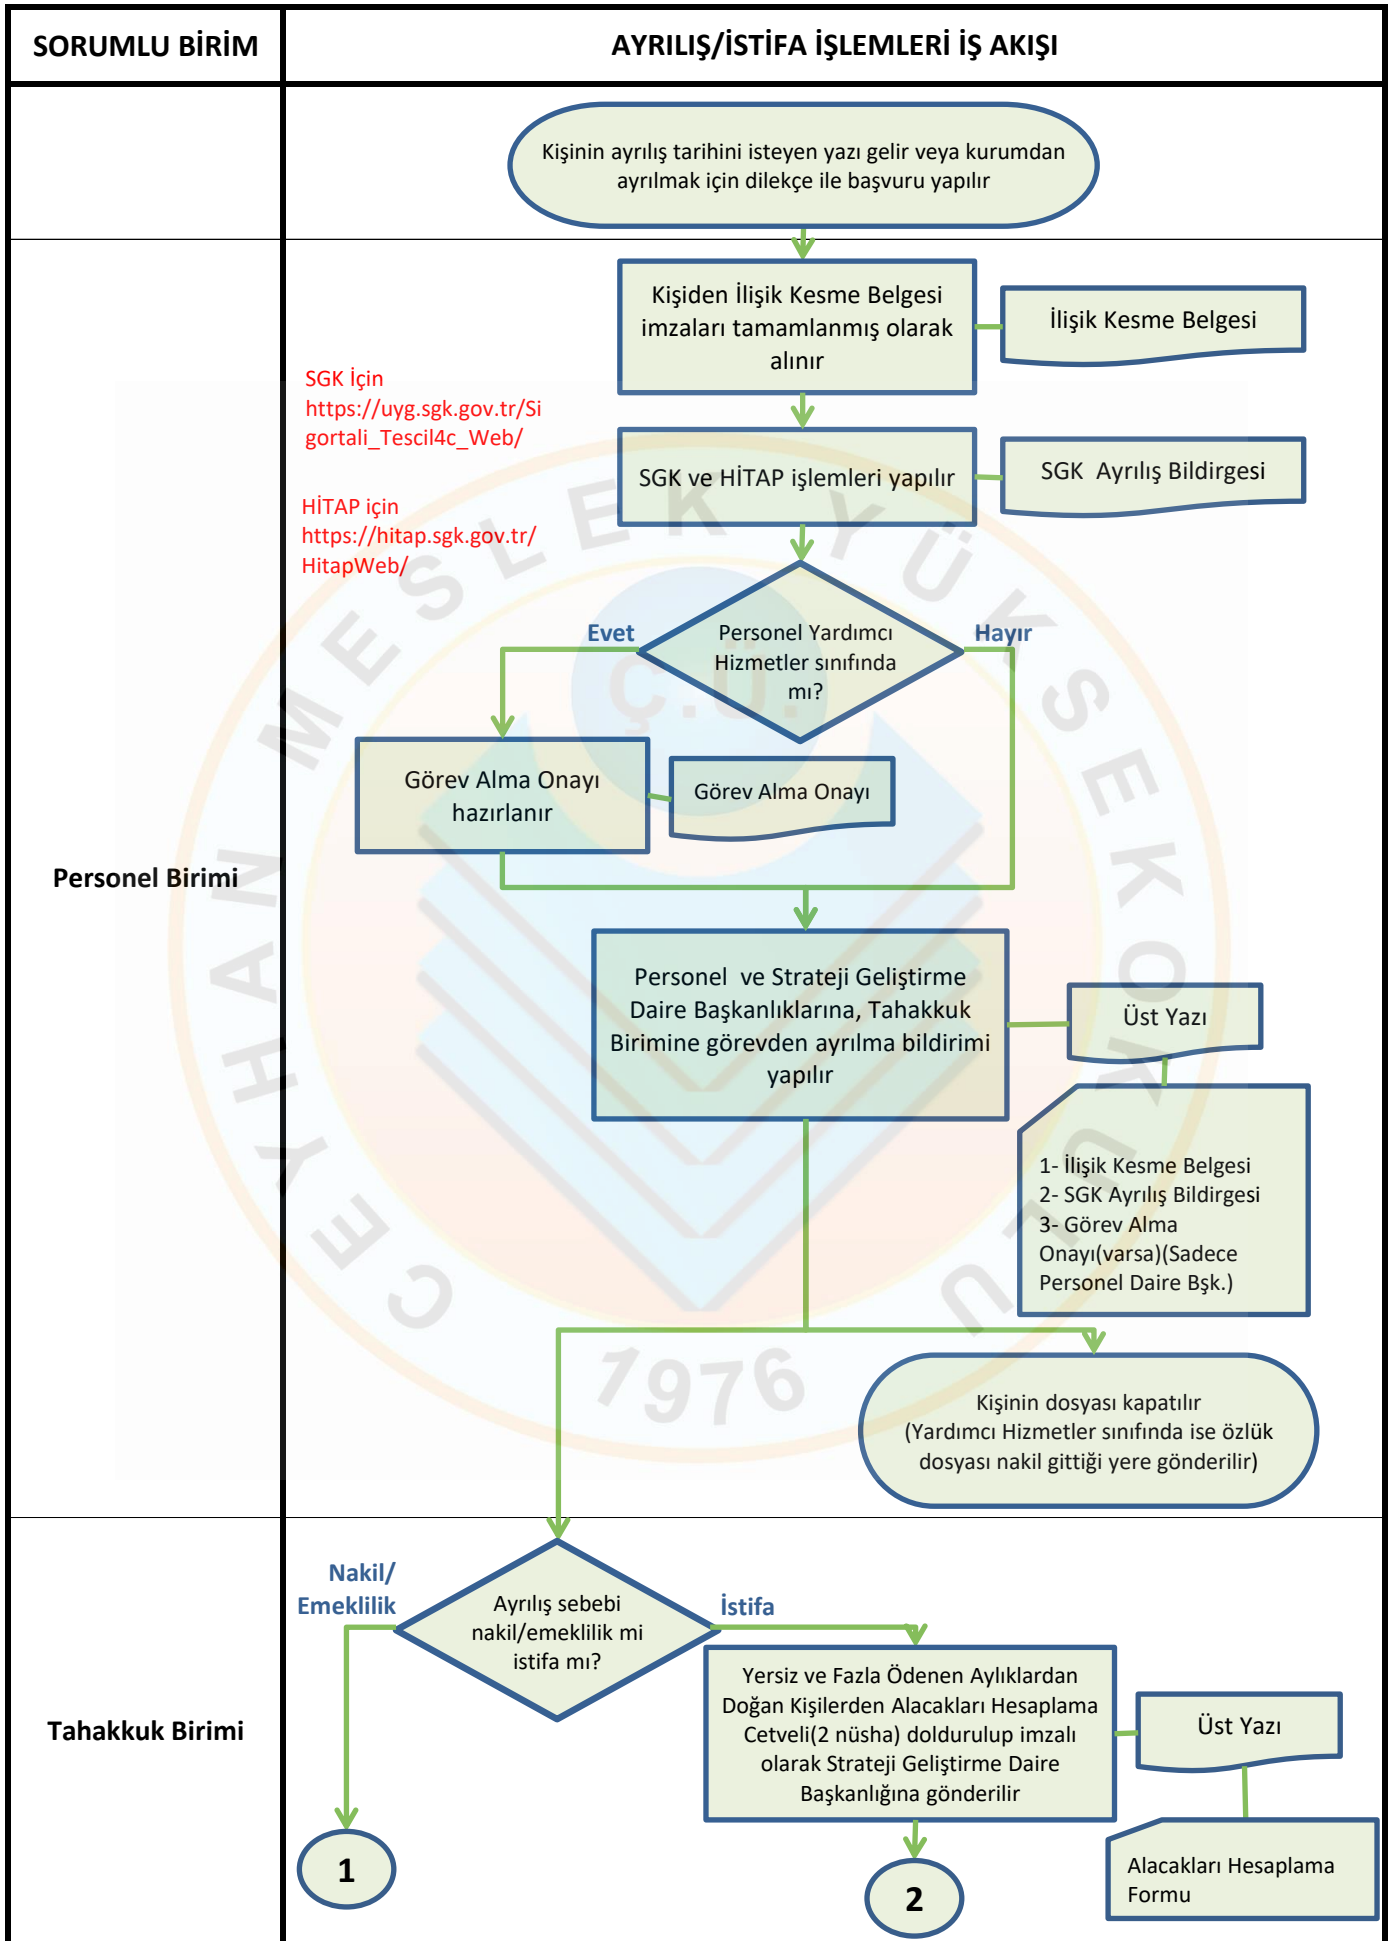 SORUMLU BİRİM
AYRILIŞ/İSTİFA İŞLEMLERİ İŞ AKIŞI
Kişinin ayrılış tarihini isteyen yazı gelir veya kurumdan
ayrılmak için dilekçe ile başvuru yapılır
Kişiden İlişik Kesme Belgesi
imzaları tamamlanmış olarak
alınır
İlişik Kesme Belgesi
SGK İçin
https://uyg.sgk.gov.tr/Si
gortali_Tescil4c_Web/
SGK ve HİTAP işlemleri yapılır
SGK  Ayrılış Bildirgesi
HİTAP için
https://hitap.sgk.gov.tr/
HitapWeb/
Evet
Personel Yardımcı
Hizmetler sınıfında
mı?
Hayır
Görev Alma Onayı
hazırlanır
Görev Alma Onayı
Personel Birimi
Personel  ve Strateji Geliştirme
Daire Başkanlıklarına, Tahakkuk
Birimine görevden ayrılma bildirimi
yapılır
Üst Yazı
1- İlişik Kesme Belgesi
2- SGK Ayrılış Bildirgesi
3- Görev Alma
Onayı(varsa)(Sadece
Personel Daire Bşk.)
Kişinin dosyası kapatılır
(Yardımcı Hizmetler sınıfında ise özlük
dosyası nakil gittiği yere gönderilir)
Nakil/
Emeklilik
Ayrılış sebebi
nakil/emeklilik mi
istifa mı?
İstifa
Tahakkuk Birimi
Yersiz ve Fazla Ödenen Aylıklardan
Doğan Kişilerden Alacakları Hesaplama
Cetveli(2 nüsha) doldurulup imzalı
olarak Strateji Geliştirme Daire
Başkanlığına gönderilir
Üst Yazı
Alacakları Hesaplama
Formu
1
2
CEYHAN MESLEK YÜKSEKOKULU
Ç.Ü.
1976